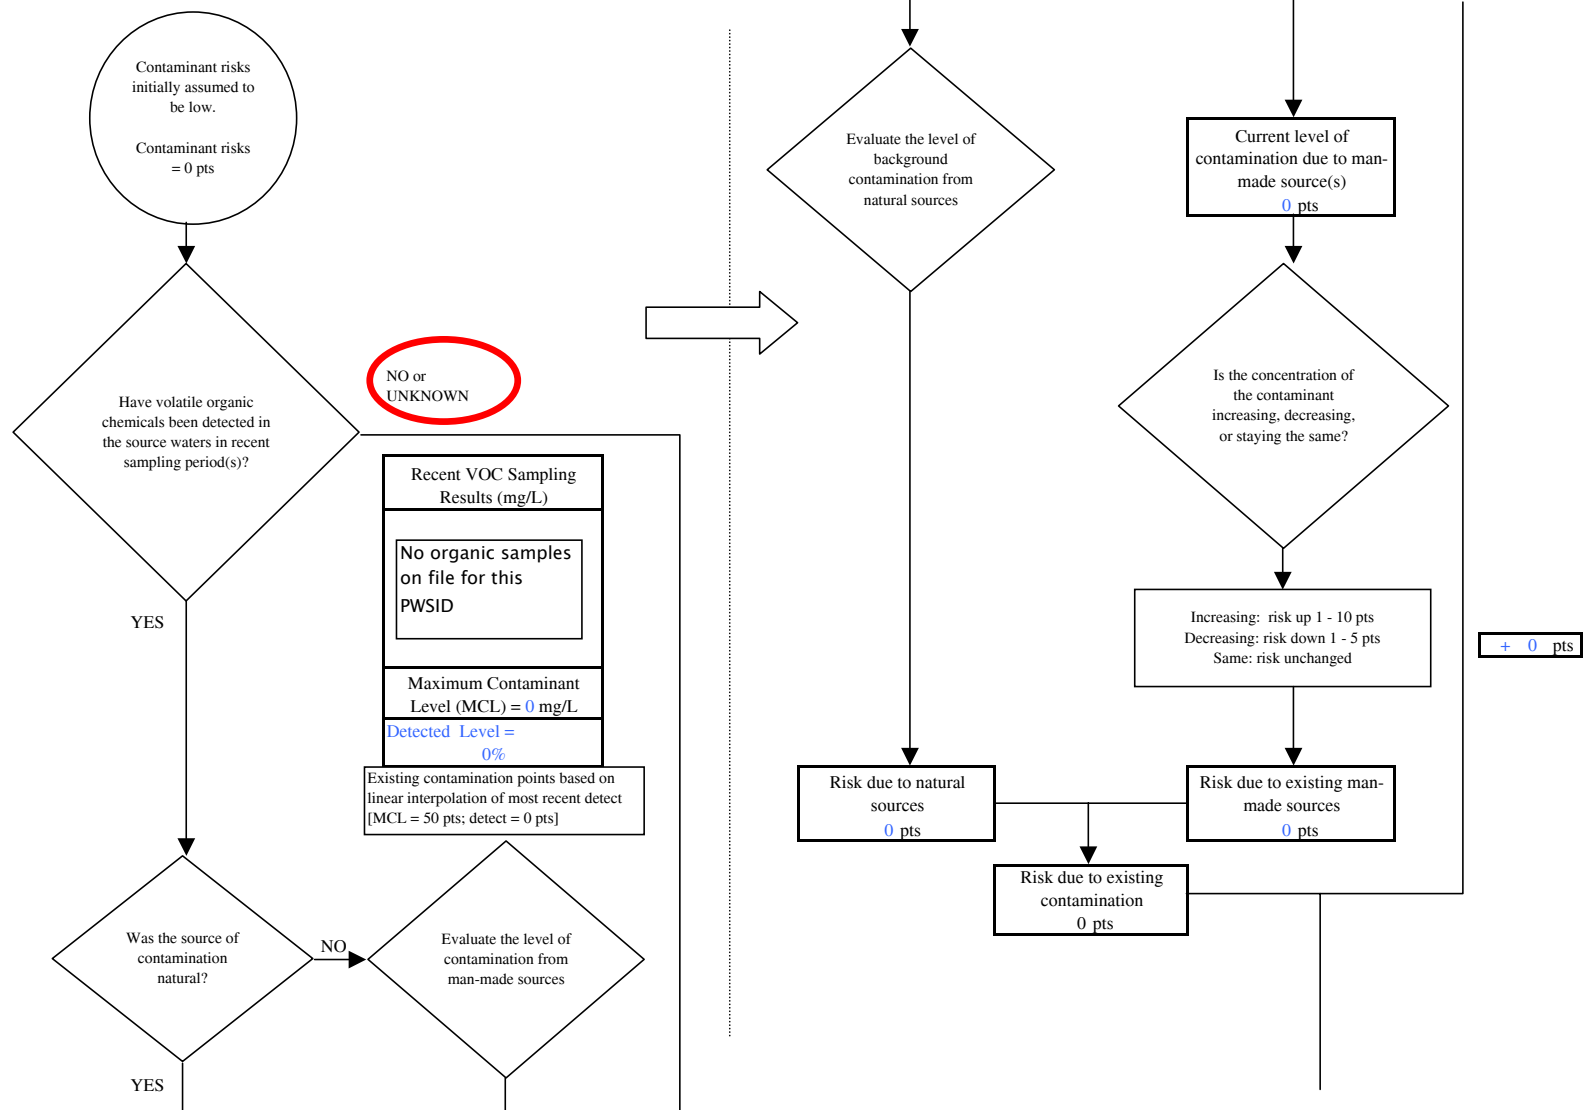 Contaminant risks
initially assumed to
be low.
Contaminant risks
= 0 pts
Have volatile organic
chemicals been detected in
the source waters in recent
sampling period(s)?
NO or
UNKNOWN
YES
Recent VOC Sampling
Results (mg/L)
No organic samples
on file for this
PWSID
Maximum Contaminant
Level (MCL) = 0 mg/L
Detected Level =
0%
Existing contamination points based on
linear interpolation of most recent detect
[MCL = 50 pts; detect = 0 pts]
Was the source of
contamination
natural?
NO
Evaluate the level of
contamination from
man-made sources
YES
Evaluate the level of
background
contamination from
natural sources
Current level of
contamination due to man-
made source(s)
0 pts
Is the concentration of
the contaminant
increasing, decreasing,
or staying the same?
Increasing: risk up 1 - 10 pts
Decreasing: risk down 1 - 5 pts
Same: risk unchanged
+ 0 pts
Risk due to natural
sources
0 pts
Risk due to existing man-
made sources
0 pts
Risk due to existing
contamination
0 pts